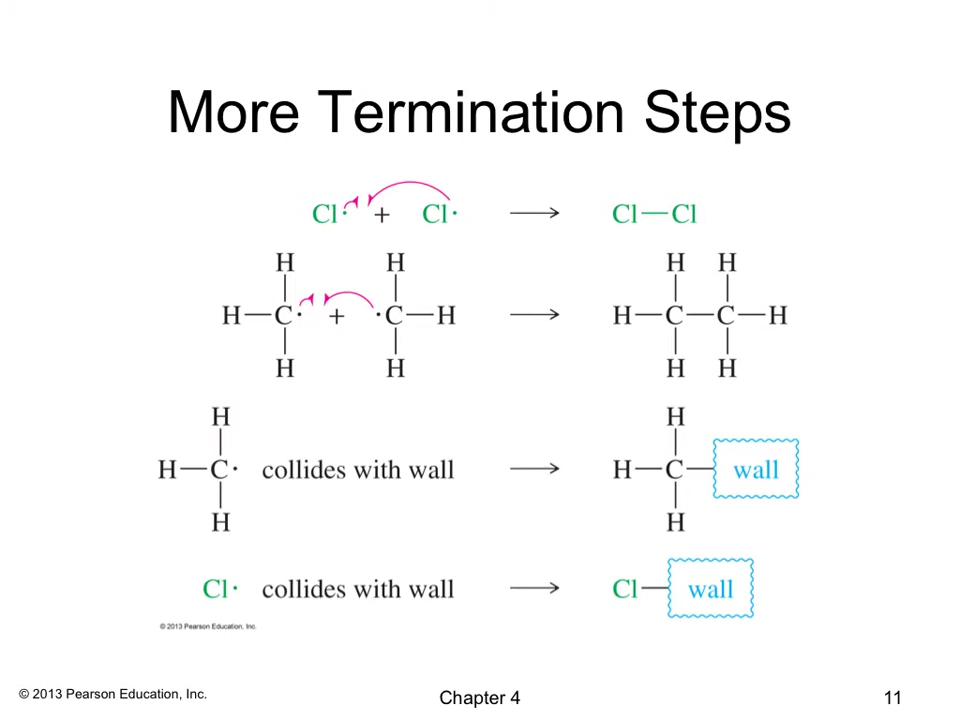 More Termination Steps
Cl· + Cl· ⟶ Cl—Cl
H H H H
H—C· + ·C—H ⟶ H—C—C—H
H H H H
H H
H—C· collides with wall ⟶ H—C— wall
H H
Cl· collides with wall ⟶ Cl— wall
© 2013 Pearson Education, Inc.
© 2013 Pearson Education, Inc.
Chapter 4
11